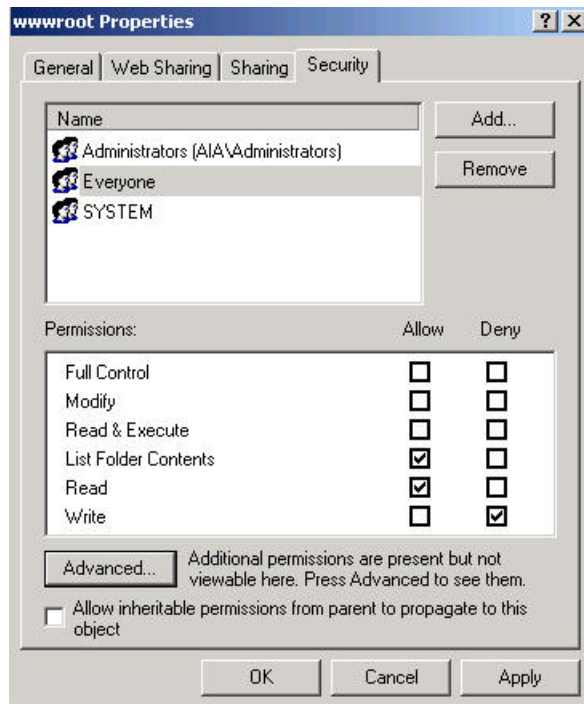 wwwroot Properties
General Web Sharing Sharing Security
Name
Add...
Administrators (AIA\Administrators)
Everyone
Remove
SYSTEM
Permissions: Allow Deny
Full Control
Modify
Read & Execute
List Folder Contents
Read
Write
Advanced...
Additional permissions are present but not
viewable here. Press Advanced to see them.
Allow inheritable permissions from parent to propagate to this
object
OK Cancel Apply